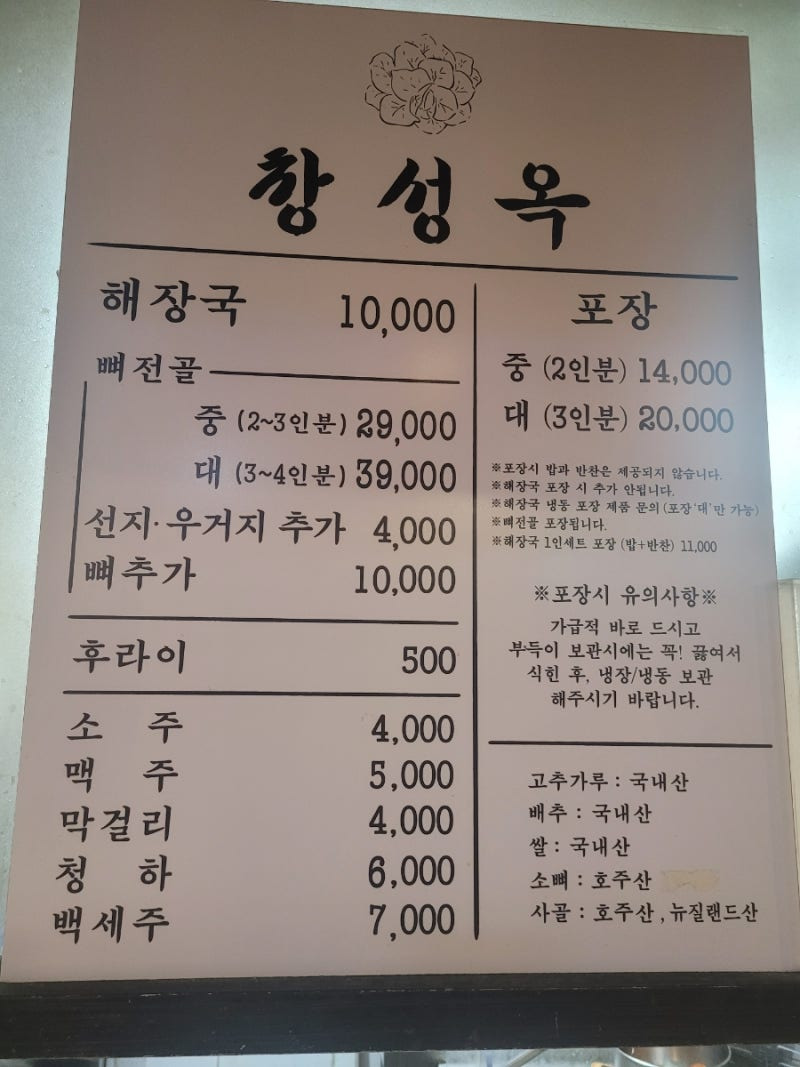 창성옥
해장국 10,000
뼈전골
중 (2~3인분) 29,000
대 (3~4인분) 39,000
선지·우거지 추가 4,000
뼈추가 10,000
후라이 500
소 주 4,000
맥 주 5,000
막걸리 4,000
청 하 6,000
백세주 7,000
포장
중 (2인분) 14,000
대 (3인분) 20,000
※포장시 밥과 반찬은 제공되지 않습니다.
※해장국 포장 시 추가 안됩니다.
※해장국 냉동 포장 제품 문의 (포장'대'만 가능)
※뼈전골 포장됩니다.
※해장국 1인세트 포장 (밥+반찬) 11,000
※포장시 유의사항※
가급적 바로 드시고
부득이 보관시에는 꼭! 끓여서
식힌 후, 냉장/냉동 보관
해주시기 바랍니다.
고추가루 : 국내산
배추 : 국내산
쌀 : 국내산
소뼈 : 호주산
사골 : 호주산 , 뉴질랜드산